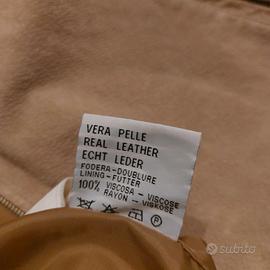 VERA PELLE
REAL LEATHER
ECHT LEDER
FODERA-DOUBLURE
LINING-FUTTER
100% VISCOSA - VISCOSE
RAYON - VISKOSE
P
subito